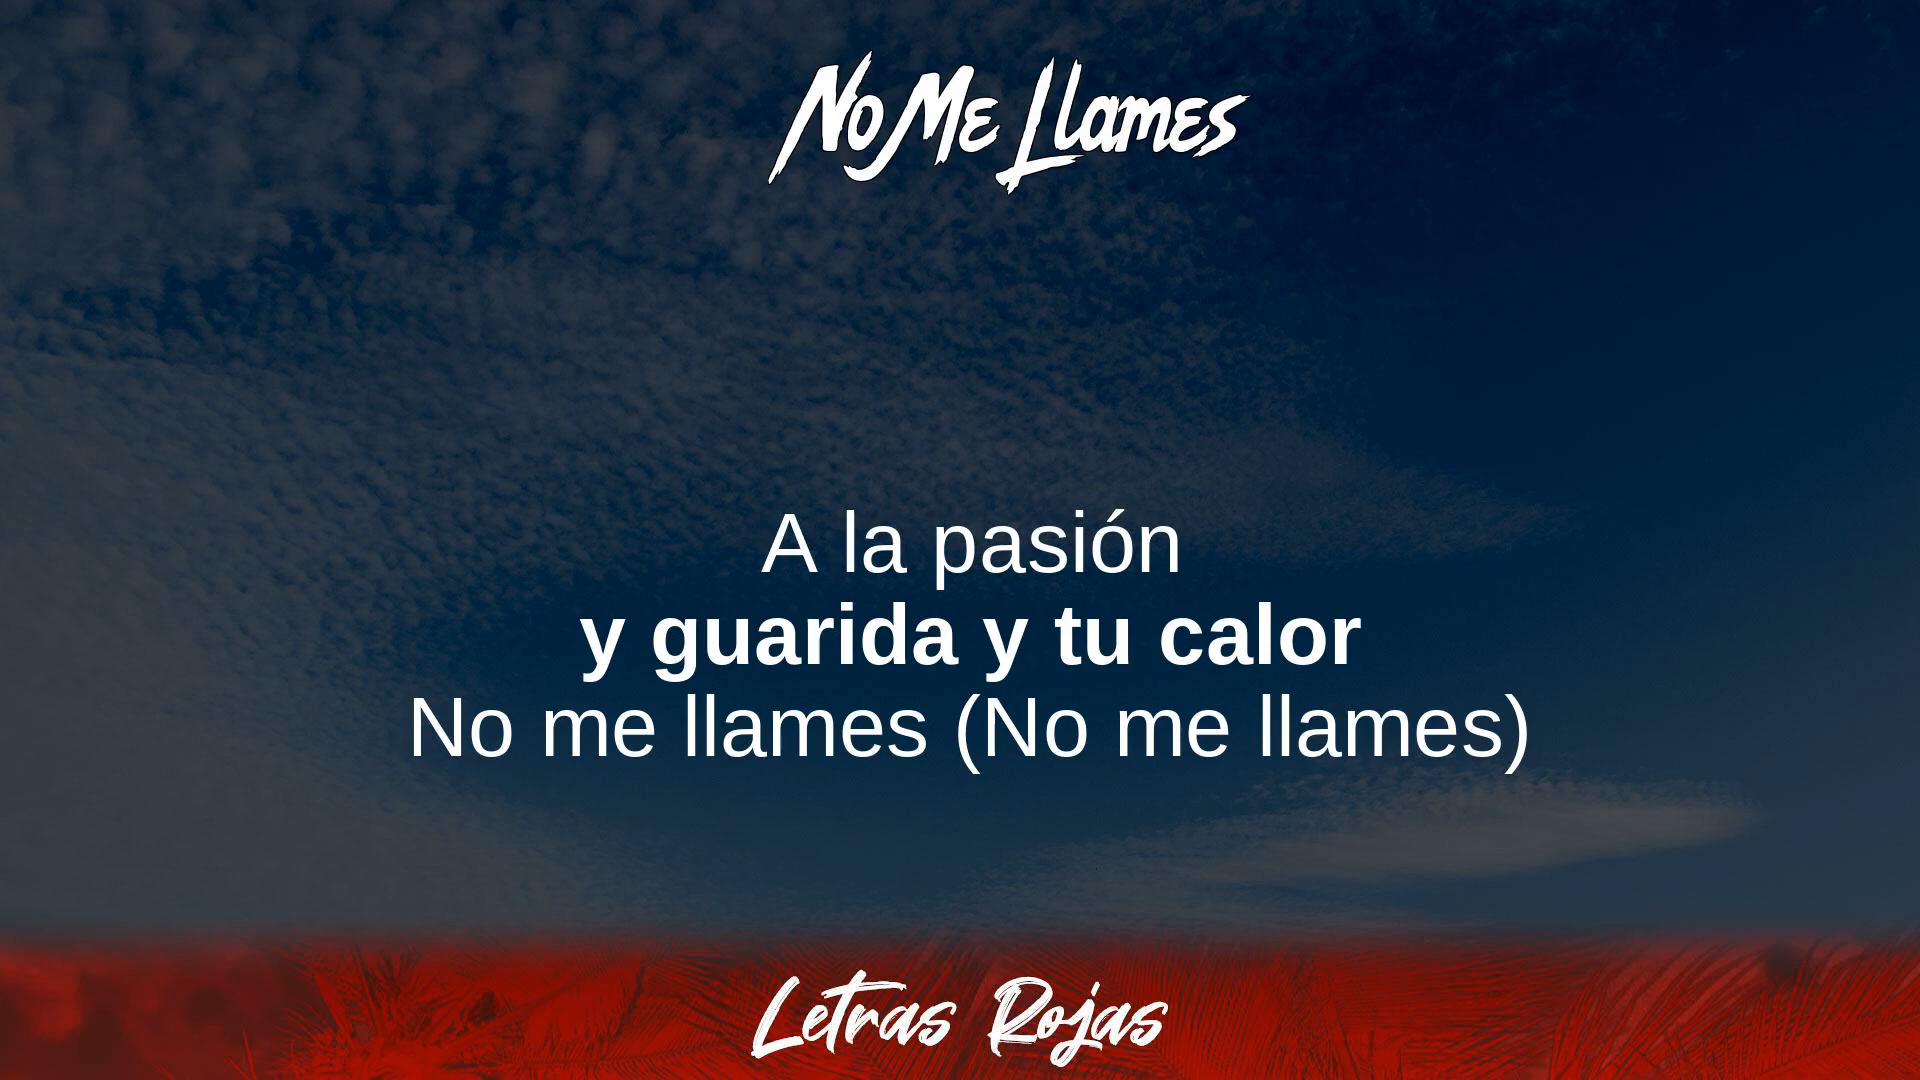 No Me Llames
A la pasión
y guarida y tu calor
No me llames (No me llames)
Letras Rojas